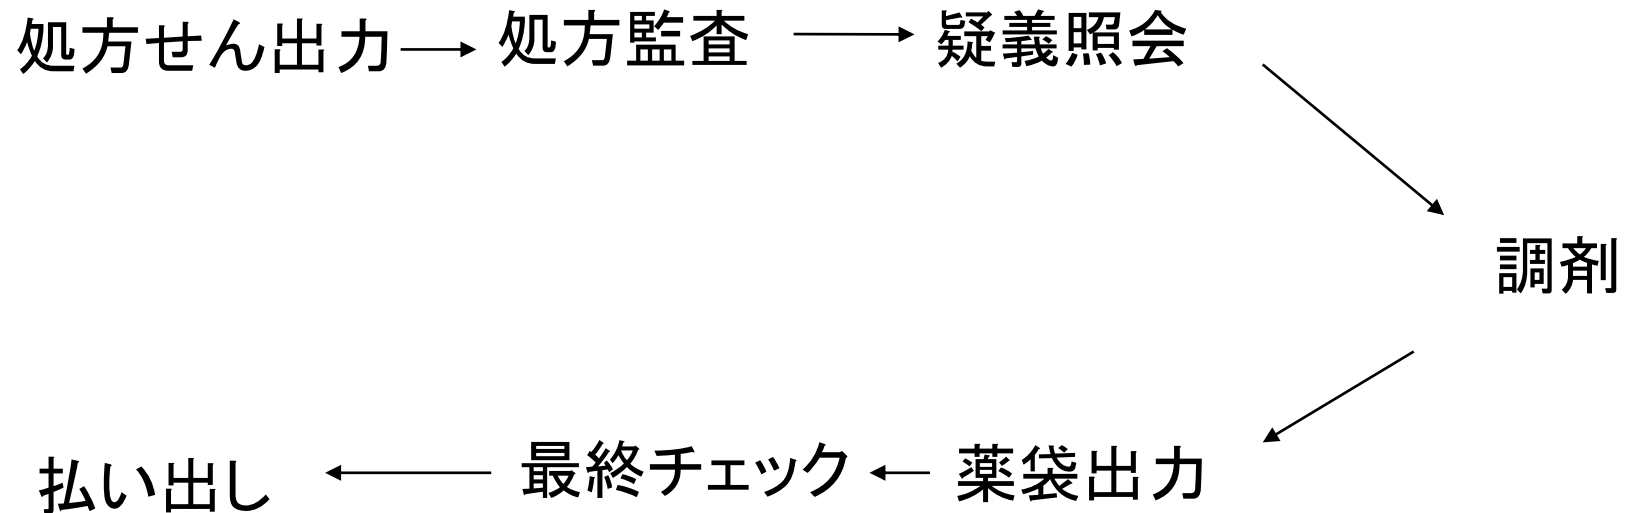 処方せん出力
処方監査
疑義照会
調剤
薬袋出力
最終チェック
払い出し